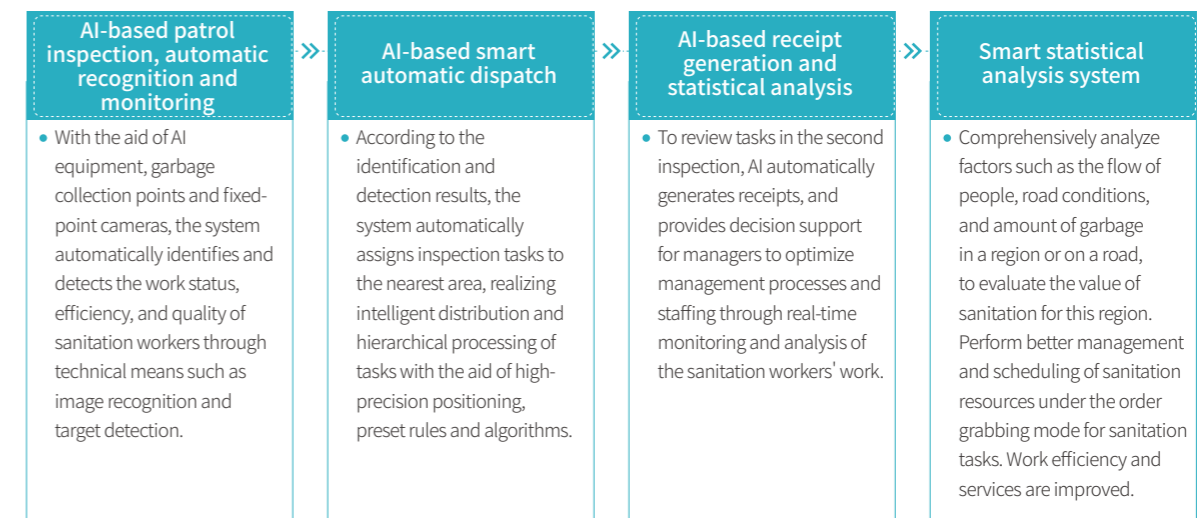 AI-based patrol
inspection, automatic
recognition and
monitoring
With the aid of AI
equipment, garbage
collection points and fixed-
point cameras, the system
automatically identifies and
detects the work status,
efficiency, and quality of
sanitation workers through
technical means such as
image recognition and
target detection.
AI-based smart
automatic dispatch
According to the
identification and
detection results, the
system automatically
assigns inspection tasks to
the nearest area, realizing
intelligent distribution and
hierarchical processing of
tasks with the aid of high-
precision positioning,
preset rules and algorithms.
AI-based receipt
generation and
statistical analysis
To review tasks in the second
inspection, AI automatically
generates receipts, and
provides decision support
for managers to optimize
management processes and
staffing through real-time
monitoring and analysis of
the sanitation workers' work.
Smart statistical
analysis system
Comprehensively analyze
factors such as the flow of
people, road conditions,
and amount of garbage
in a region or on a road,
to evaluate the value of
sanitation for this region.
Perform better management
and scheduling of sanitation
resources under the order
grabbing mode for sanitation
tasks. Work efficiency and
services are improved.